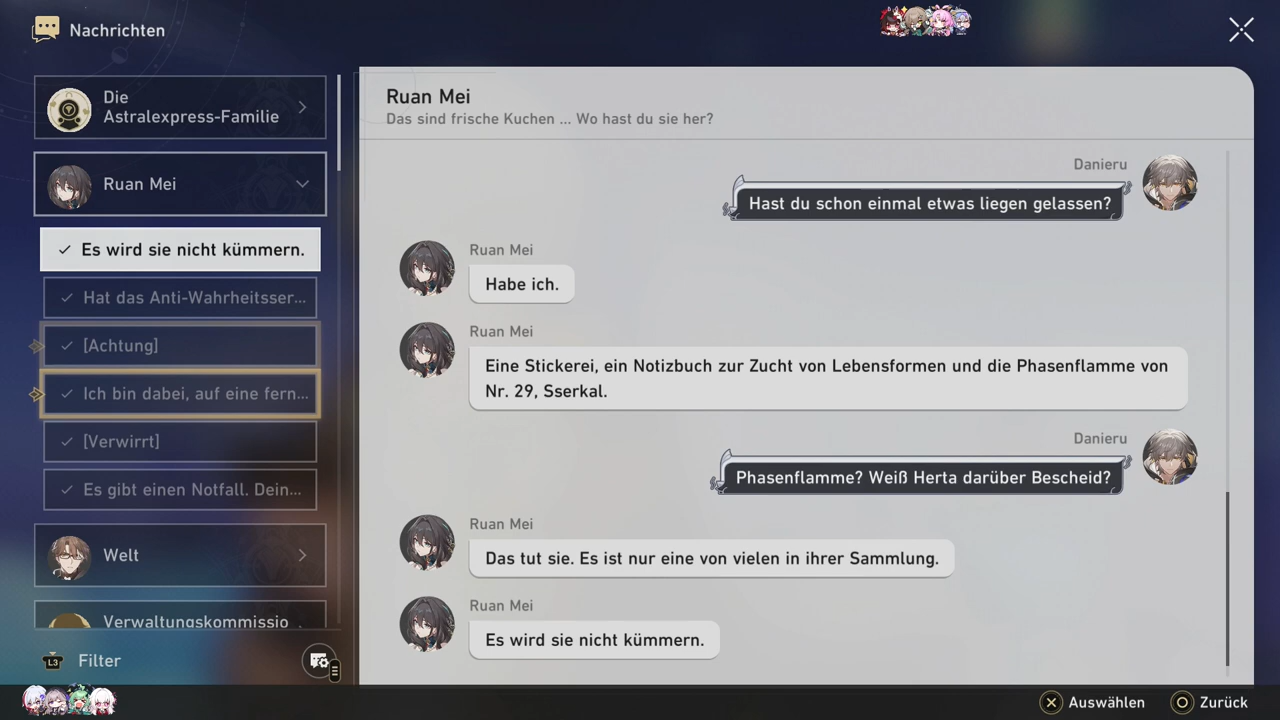 Nachrichten
Die
Astralexpress-Familie
Ruan Mei
Es wird sie nicht kümmern.
Hat das Anti-Wahrheitsser...
[Achtung]
Ich bin dabei, auf eine fern...
[Verwirrt]
Es gibt einen Notfall. Dein...
Welt
Verwaltungskommissio
L3 Filter
Ruan Mei
Das sind frische Kuchen ... Wo hast du sie her?
Danieru
Hast du schon einmal etwas liegen gelassen?
Ruan Mei
Habe ich.
Ruan Mei
Eine Stickerei, ein Notizbuch zur Zucht von Lebensformen und die Phasenflamme von
Nr. 29, Sserkal.
Danieru
Phasenflamme? Weiß Herta darüber Bescheid?
Ruan Mei
Das tut sie. Es ist nur eine von vielen in ihrer Sammlung.
Ruan Mei
Es wird sie nicht kümmern.
Auswählen
Zurück